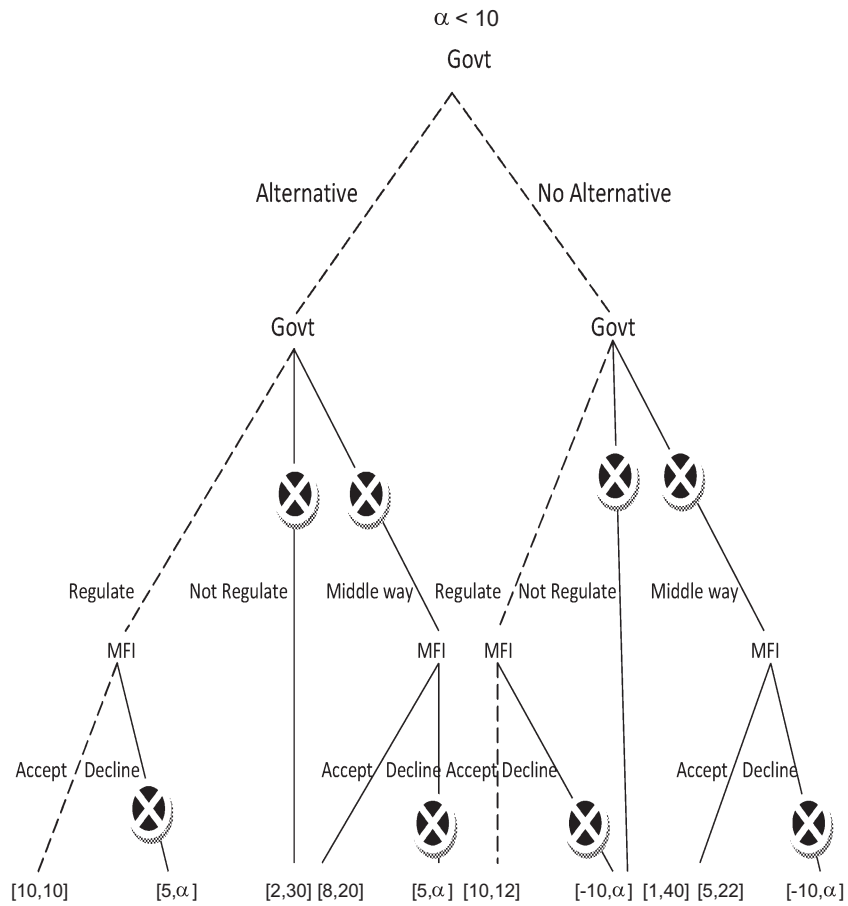 α < 10
Govt
Alternative No Alternative
Govt Govt
Regulate Not Regulate Middle way Regulate Not Regulate Middle way
MFI MFI MFI MFI
Accept Decline Accept Decline Accept Decline Accept Decline
[10,10] [5,α] [2,30] [8,20] [5,α] [10,12] [-10,α] [1,40] [5,22] [-10,α]